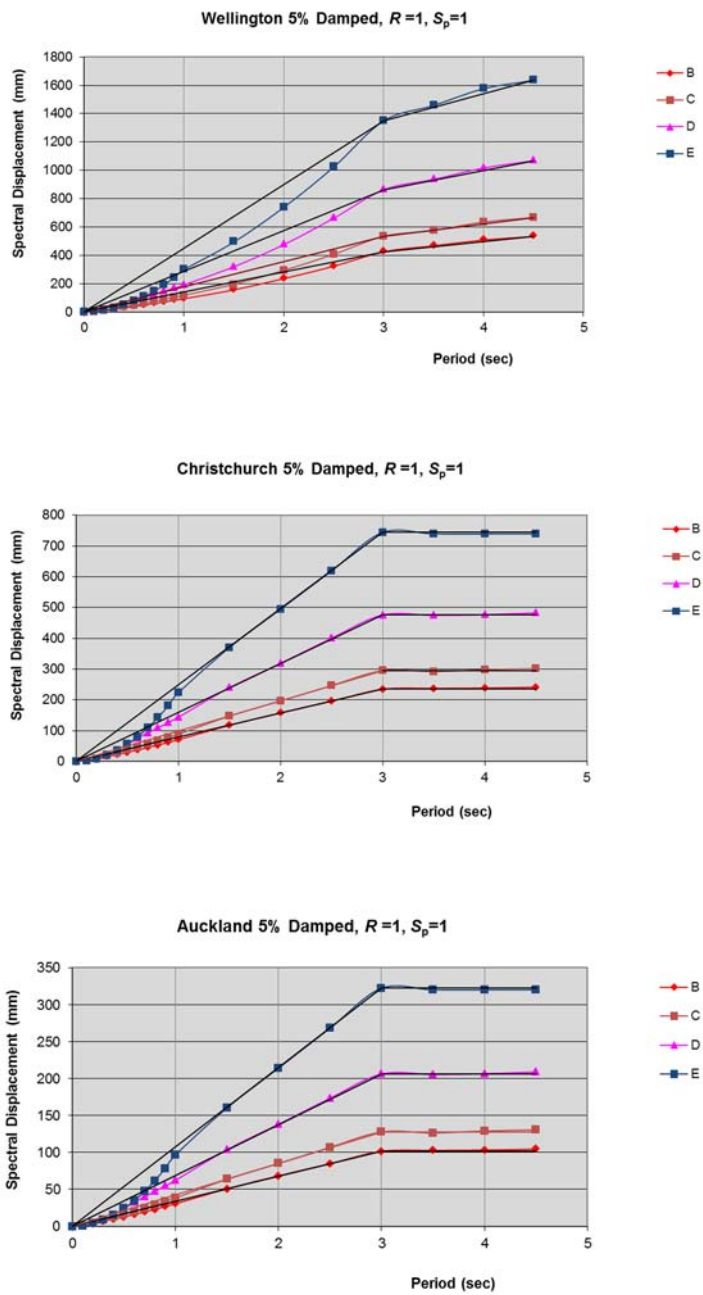 Wellington 5% Damped, R =1, Sp=1
Spectral Displacement (mm)
1800
1600
1400
1200
1000
800
600
400
200
0
0 1 2 3 4 5
Period (sec)
B
C
D
E
Christchurch 5% Damped, R =1, Sp=1
Spectral Displacement (mm)
800
700
600
500
400
300
200
100
0
0 1 2 3 4 5
Period (sec)
B
C
D
E
Auckland 5% Damped, R =1, Sp=1
Spectral Displacement (mm)
350
300
250
200
150
100
50
0
0 1 2 3 4 5
Period (sec)
B
C
D
E